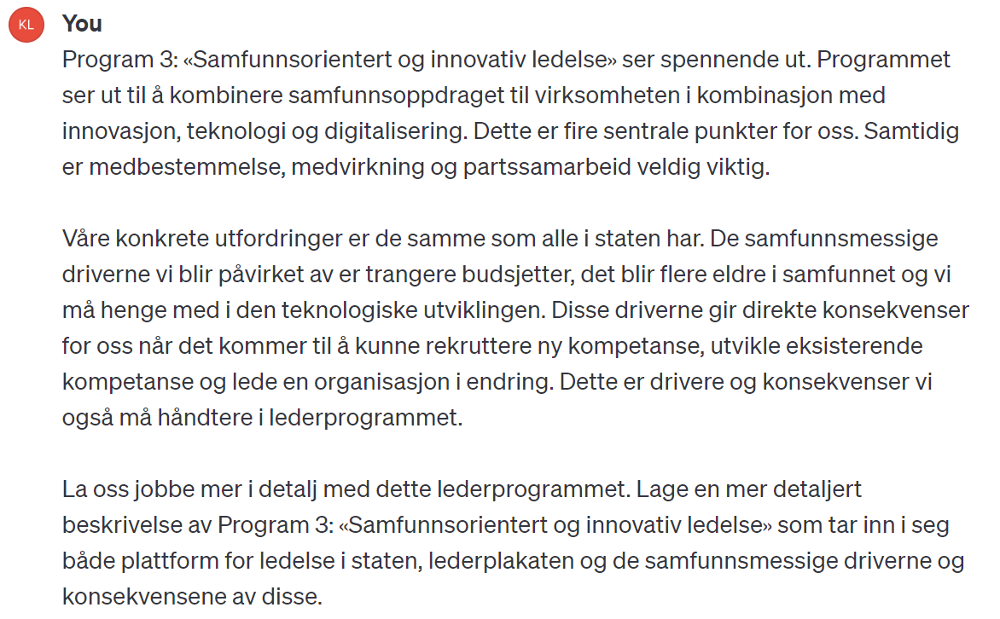 KL
You
Program 3: «Samfunnsorientert og innovativ ledelse» ser spennende ut. Programmet
ser ut til å kombinere samfunnsoppdraget til virksomheten i kombinasjon med
innovasjon, teknologi og digitalisering. Dette er fire sentrale punkter for oss. Samtidig
er medbestemmelse, medvirkning og partssamarbeid veldig viktig.
Våre konkrete utfordringer er de samme som alle i staten har. De samfunnsmessige
driverne vi blir påvirket av er trangere budsjetter, det blir flere eldre i samfunnet og vi
må henge med i den teknologiske utviklingen. Disse driverne gir direkte konsekvenser
for oss når det kommer til å kunne rekruttere ny kompetanse, utvikle eksisterende
kompetanse og lede en organisasjon i endring. Dette er drivere og konsekvenser vi
også må håndtere i lederprogrammet.
La oss jobbe mer i detalj med dette lederprogrammet. Lage en mer detaljert
beskrivelse av Program 3: «Samfunnsorientert og innovativ ledelse» som tar inn i seg
både plattform for ledelse i staten, lederplakaten og de samfunnsmessige driverne og
konsekvensene av disse.